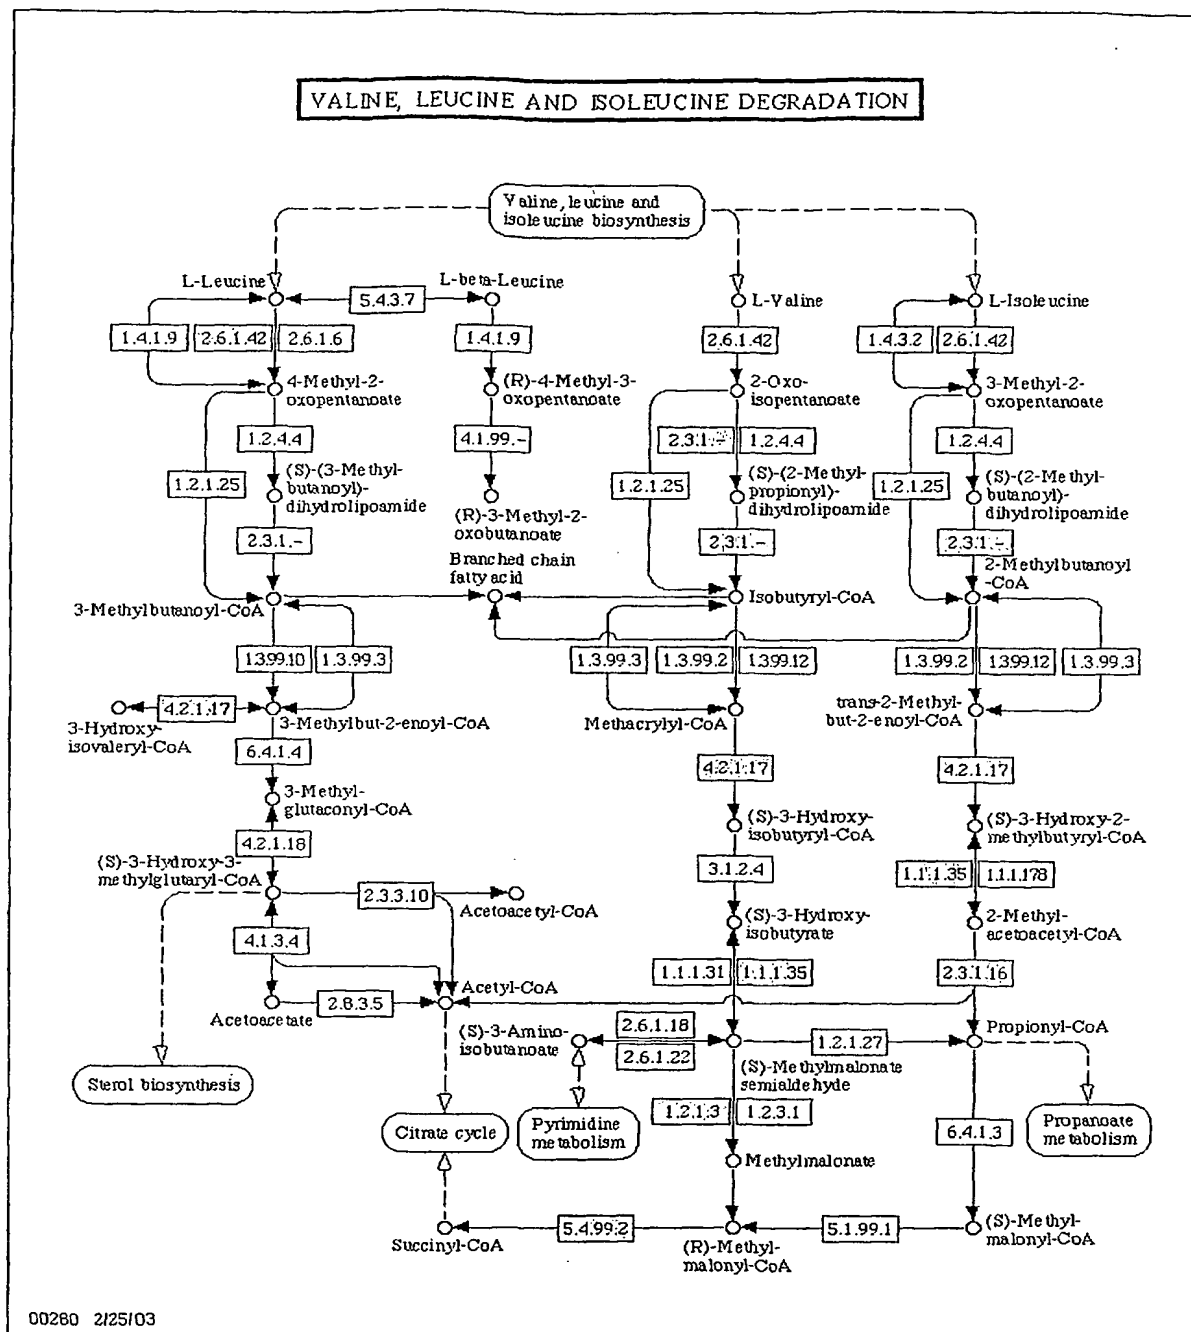 VALINE, LEUCINE AND ISOLEUCINE DEGRADATION
Valine, leucine and
isoleucine biosynthesis
L-Leucine
L-beta-Leucine
L-Valine
L-Isoleucine
5.4.3.7
1.4.1.9
2.6.1.42
2.6.1.6
1.4.1.9
2.6.1.42
1.4.3.2
2.6.1.42
4-Methyl-2-
oxopentanoate
(R)-4-Methyl-3-
oxopentanoate
2-Oxo-
isopentanoate
3-Methyl-2-
oxopentanoate
1.2.4.4
4.1.99.-
2.3.1.-
1.2.4.4
1.2.4.4
1.2.1.25
1.2.1.25
1.2.1.25
(S)-(3-Methyl-
butanoyl)-
dihydrolipoamide
(R)-3-Methyl-2-
oxobutanoate
(S)-(2-Methyl-
propionyl)-
dihydrolipoamide
(S)-(2-Methyl-
butanoyl)-
dihydrolipoamide
2.3.1.-
2.3.1.-
2.3.1.-
Branched chain
fatty acid
2-Methylbutanoyl
-CoA
3-Methylbutanoyl-CoA
Isobutyryl-CoA
1.3.99.10
1.3.99.3
1.3.99.3
1.3.99.2
1.3.99.12
1.3.99.2
1.3.99.12
1.3.99.3
4.2.1.17
3-Hydroxy-
isovaleryl-CoA
3-Methylbut-2-enoyl-CoA
Methacrylyl-CoA
trans-2-Methyl-
but-2-enoyl-CoA
6.4.1.4
4.2.1.17
4.2.1.17
3-Methyl-
glutaconyl-CoA
(S)-3-Hydroxy-
isobutyryl-CoA
(S)-3-Hydroxy-2-
methylbutyryl-CoA
4.2.1.18
3.1.2.4
1.1.1.35
1.1.1.178
(S)-3-Hydroxy-3-
methylglutaryl-CoA
2.3.3.10
Acetoacetyl-CoA
(S)-3-Hydroxy-
isobutyrate
2-Methyl-
acetoacetyl-CoA
4.1.3.4
1.1.1.31
1.1.1.35
2.3.1.16
Acetoacetate
2.8.3.5
Acetyl-CoA
(S)-3-Amino-
isobutanoate
2.6.1.18
2.6.1.22
1.2.1.27
Propionyl-CoA
(S)-Methylmalonate
semialdehyde
Sterol biosynthesis
Citrate cycle
Pyrimidine
metabolism
1.2.1.3
1.2.3.1
6.4.1.3
Propanoate
metabolism
Methylmalonate
Succinyl-CoA
5.4.99.2
(R)-Methyl-
malonyl-CoA
5.1.99.1
(S)-Methyl-
malonyl-CoA
00280 2/25/03